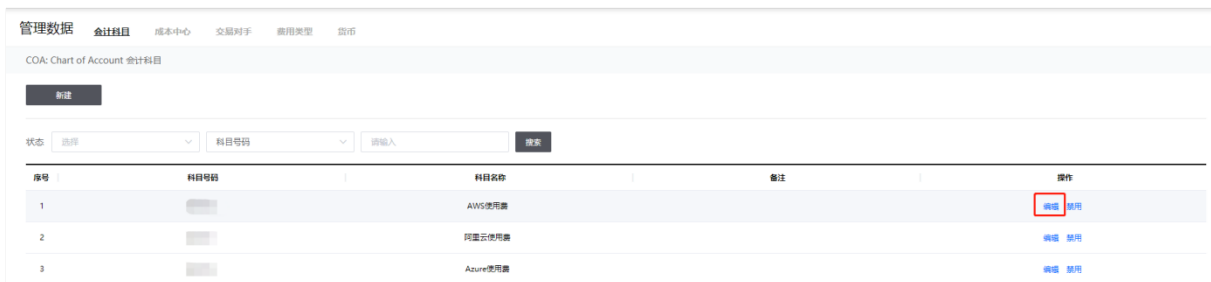 管理数据 会计科目 成本中心 交易对手 费用类型 货币
COA: Chart of Account 会计科目
新建
状态 选择 科目号码 请输入 搜索
序号 科目号码 科目名称 备注 操作
1 AWS使用费 编辑 禁用
2 阿里云使用费 编辑 禁用
3 Azure使用费 编辑 禁用